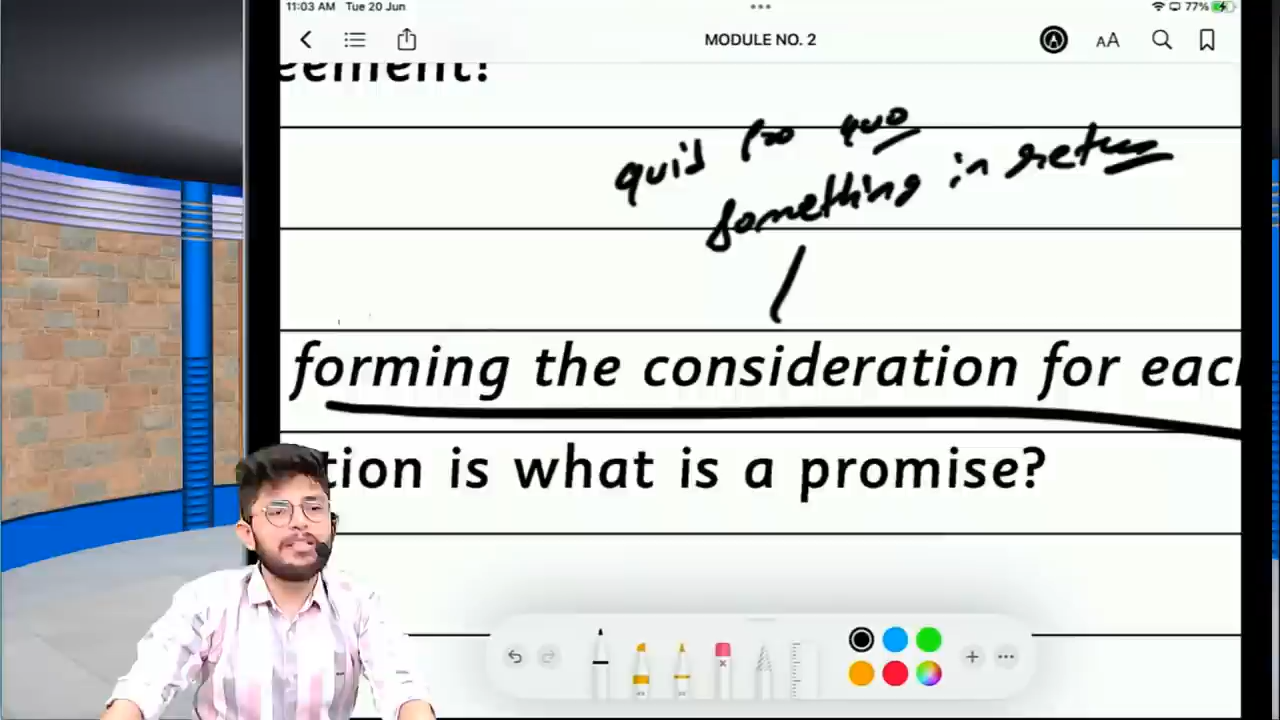 11:03 AM Tue 20 Jun
77%
MODULE NO. 2
AA
eement?
quid pro quo
something in return
forming the consideration for eac
tion is what is a promise?